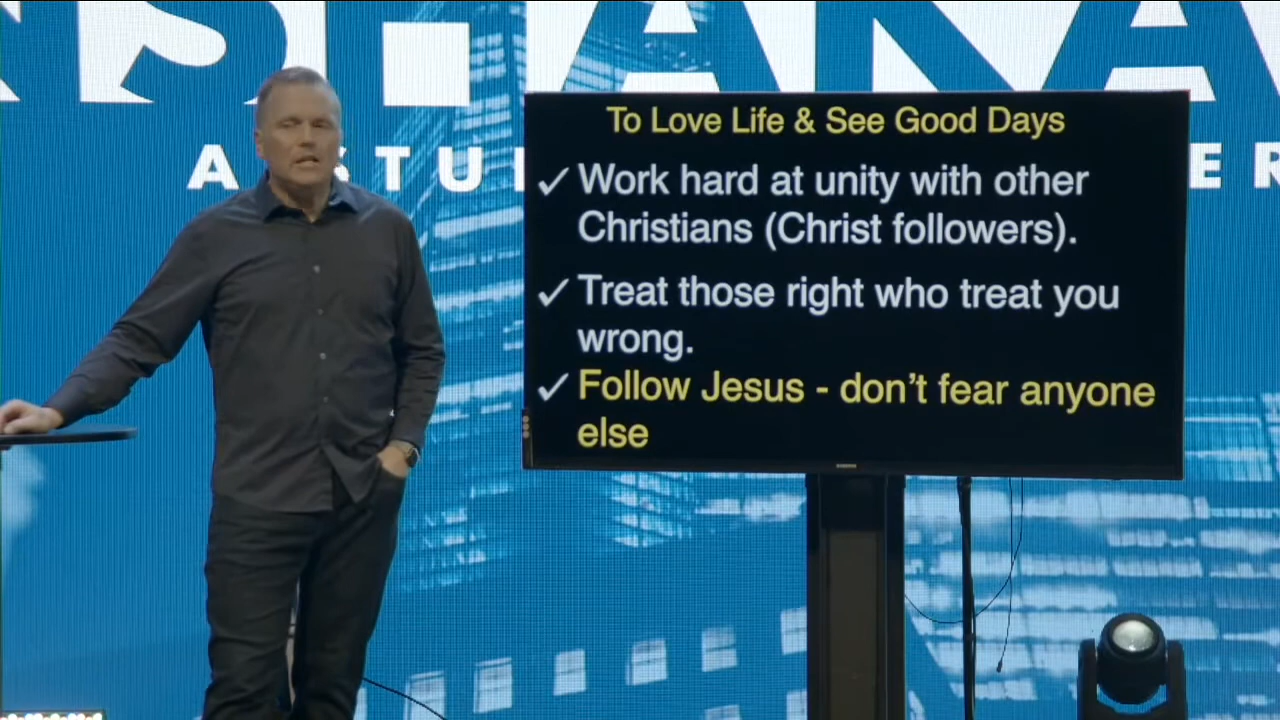 To Love Life & See Good Days
✓ Work hard at unity with other
Christians (Christ followers).
✓ Treat those right who treat you
wrong.
✓ Follow Jesus - don't fear anyone
else